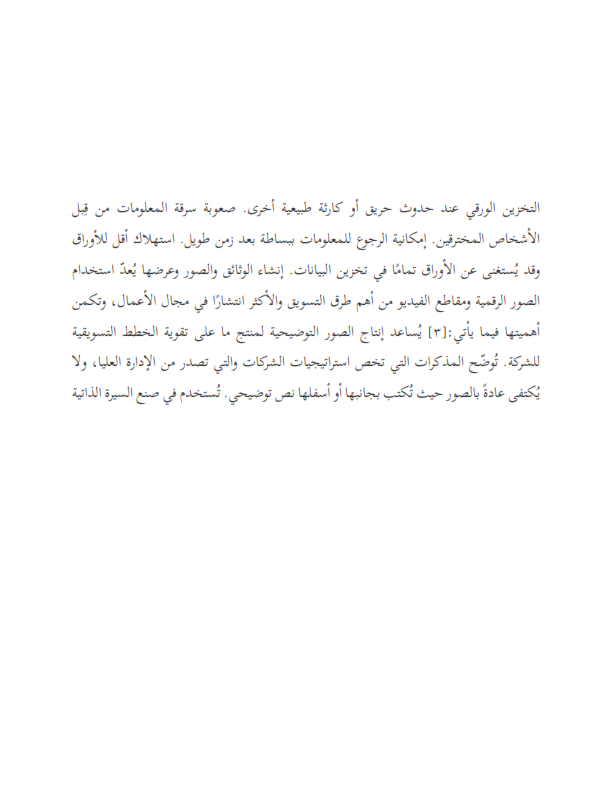 التخزين الورقي عند حدوث حريق أو كارثة طبيعية أخرى. صعوبة سرقة المعلومات من قِبل
الأشخاص المخترقين. إمكانية الرجوع للمعلومات ببساطة بعد زمن طويل. استهلاك أقل للأوراق
وقد يُستغنى عن الأوراق تمامًا في تخزين البيانات. إنشاء الوثائق والصور وعرضها يُعدّ استخدام
الصور الرقمية ومقاطع الفيديو من أهم طرق التسويق والأكثر انتشارًا في مجال الأعمال، وتكمن
أهميتها فيما يأتي:[٣] يُساعد إنتاج الصور التوضيحية لمنتج ما على تقوية الخطط التسويقية
للشركة. تُوضّح المذكرات التي تخص استراتيجيات الشركات والتي تصدر من الإدارة العليا، ولا
يُكتفى عادةً بالصور حيث تُكتب بجانبها أو أسفلها نص توضيحي. تُستخدم في صنع السيرة الذاتية